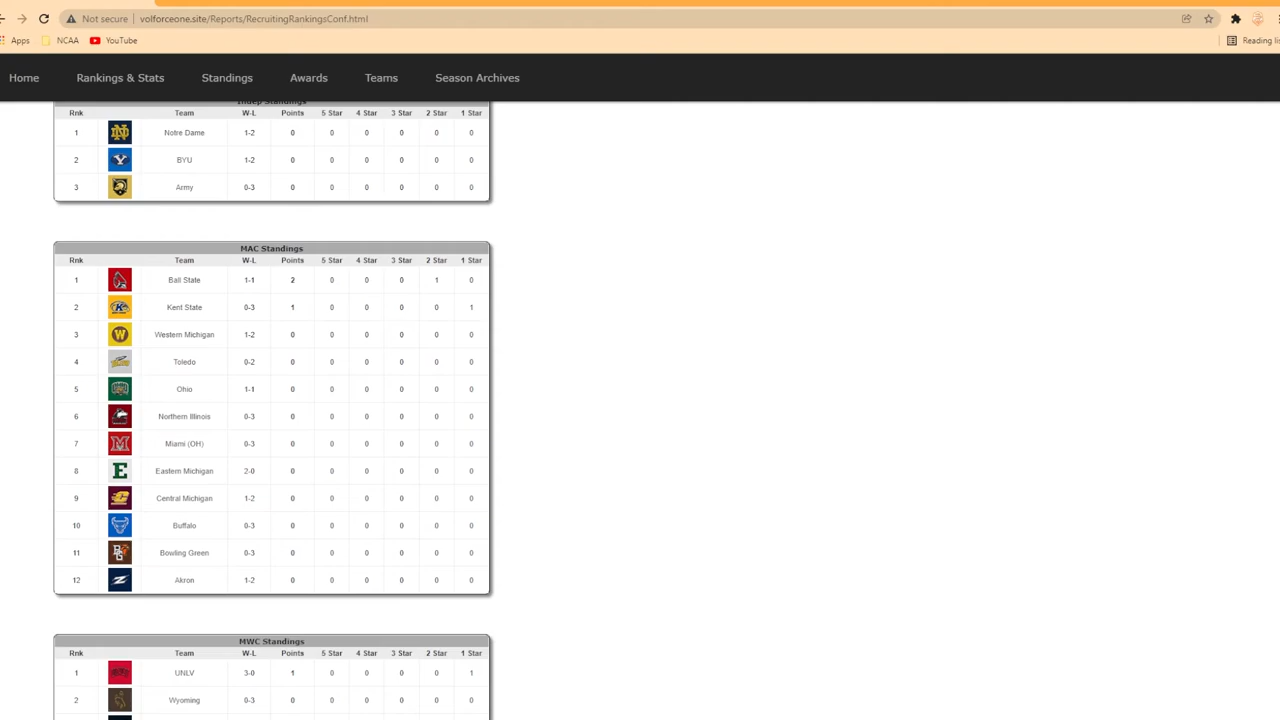 Not secure | volforceone.site/Reports/RecruitingRankingsConf.html
Apps NCAA YouTube Reading lis
Home Rankings & Stats Standings Awards Teams Season Archives
Indep Standings
Rnk Team W-L Points 5 Star 4 Star 3 Star 2 Star 1 Star
1 Notre Dame 1-2 0 0 0 0 0 0
2 BYU 1-2 0 0 0 0 0 0
3 Army 0-3 0 0 0 0 0 0
MAC Standings
Rnk Team W-L Points 5 Star 4 Star 3 Star 2 Star 1 Star
1 Ball State 1-1 2 0 0 0 1 0
2 Kent State 0-3 1 0 0 0 0 1
3 Western Michigan 1-2 0 0 0 0 0 0
4 Toledo 0-2 0 0 0 0 0 0
5 Ohio 1-1 0 0 0 0 0 0
6 Northern Illinois 0-3 0 0 0 0 0 0
7 Miami (OH) 0-3 0 0 0 0 0 0
8 Eastern Michigan 2-0 0 0 0 0 0 0
9 Central Michigan 1-2 0 0 0 0 0 0
10 Buffalo 0-3 0 0 0 0 0 0
11 Bowling Green 0-3 0 0 0 0 0 0
12 Akron 1-2 0 0 0 0 0 0
MWC Standings
Rnk Team W-L Points 5 Star 4 Star 3 Star 2 Star 1 Star
1 UNLV 3-0 1 0 0 0 0 1
2 Wyoming 0-3 0 0 0 0 0 0